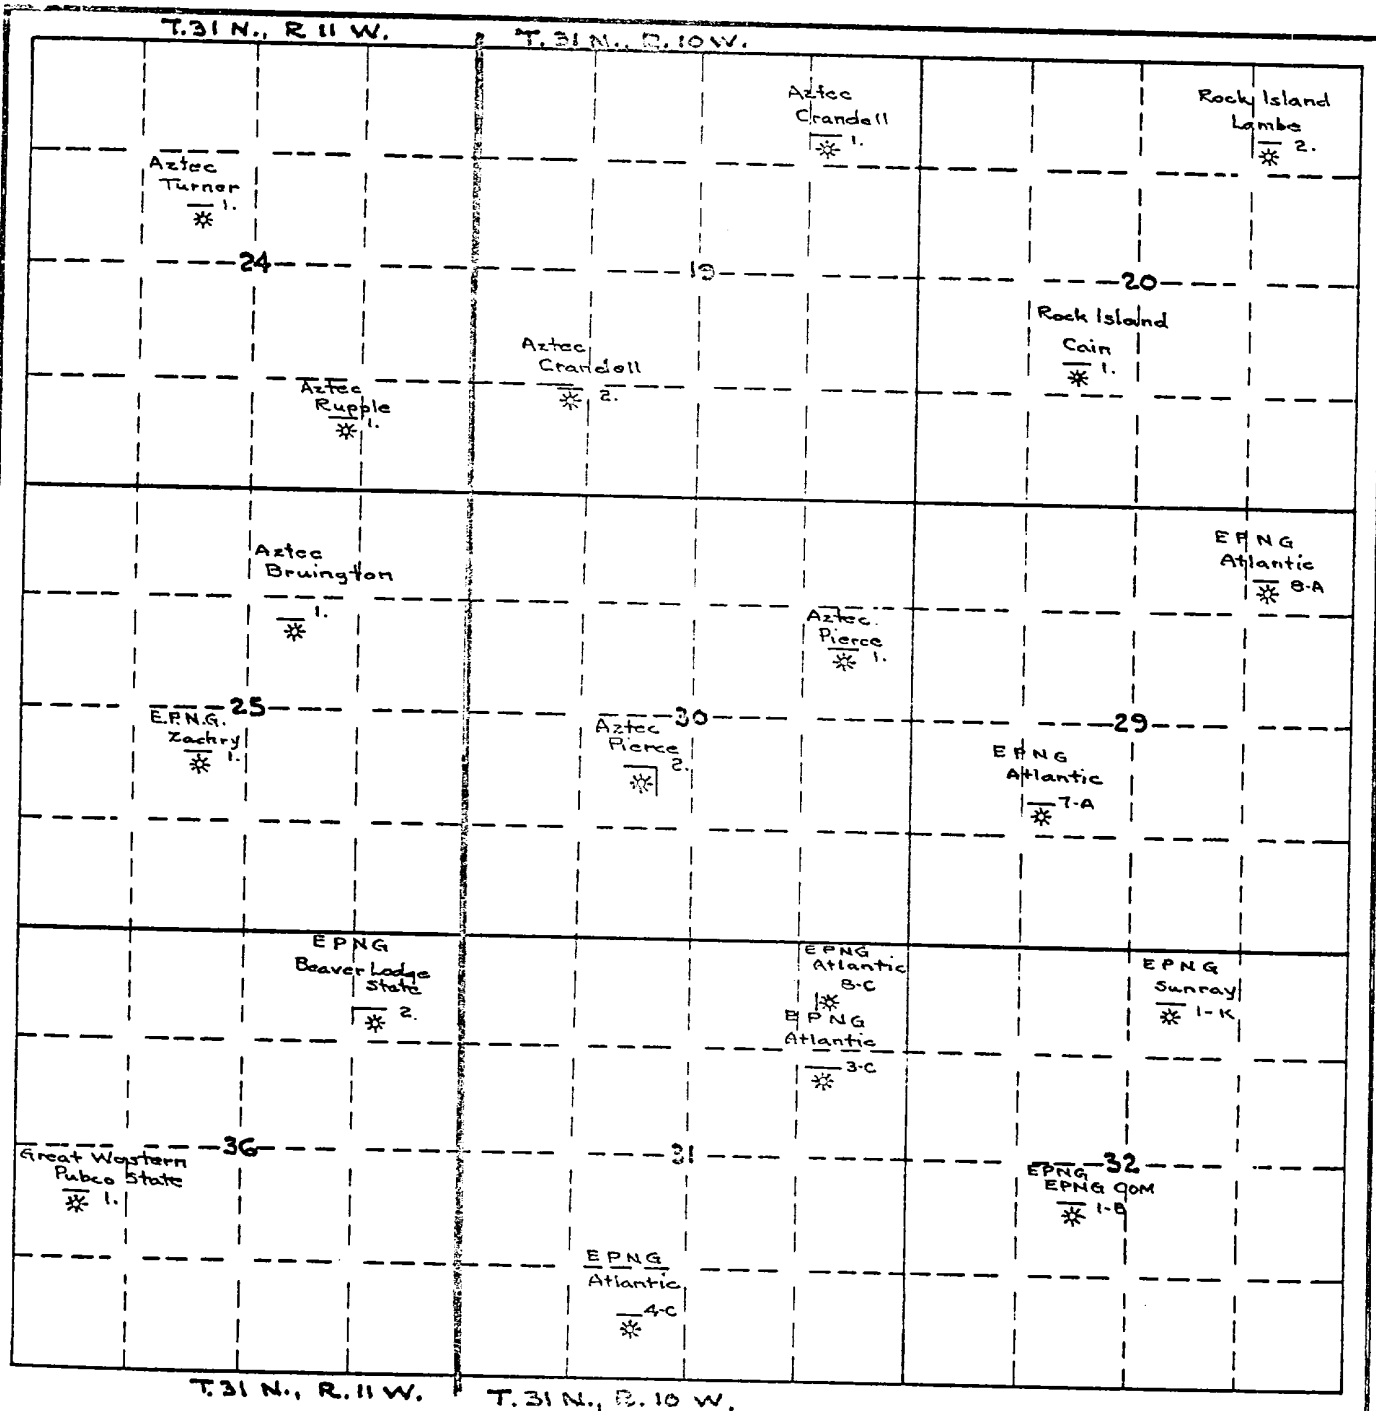 T.31 N., R 11 W.
T. 31 N., R. 10 W.
Aztec
Crandell
1.
Rock Island
Lambe
2.
Aztec
Turner
1.
24
19
20
Rock Island
Cain
1.
Aztec
Crandell
2.
Aztec
Rupple
1.
Aztec
Bruington
1.
EPNG
Atlantic
8-A
Aztec.
Pierce
1.
25
30
29
E.P.N.G.
Zachry
1.
Aztec
Pierce
2.
EPNG
Atlantic
7-A
EPNG
Beaver Lodge
State
2.
EPNG
Atlantic
8-C
EPNG
Atlantic
3-C
EPNG
Sunray
1-K
36
31
32
Great Western
Pubco State
1.
EPNG
EPNG COM
1-B
EPNG
Atlantic
4-C
T.31 N., R. 11 W.
T. 31 N., R. 10 W.